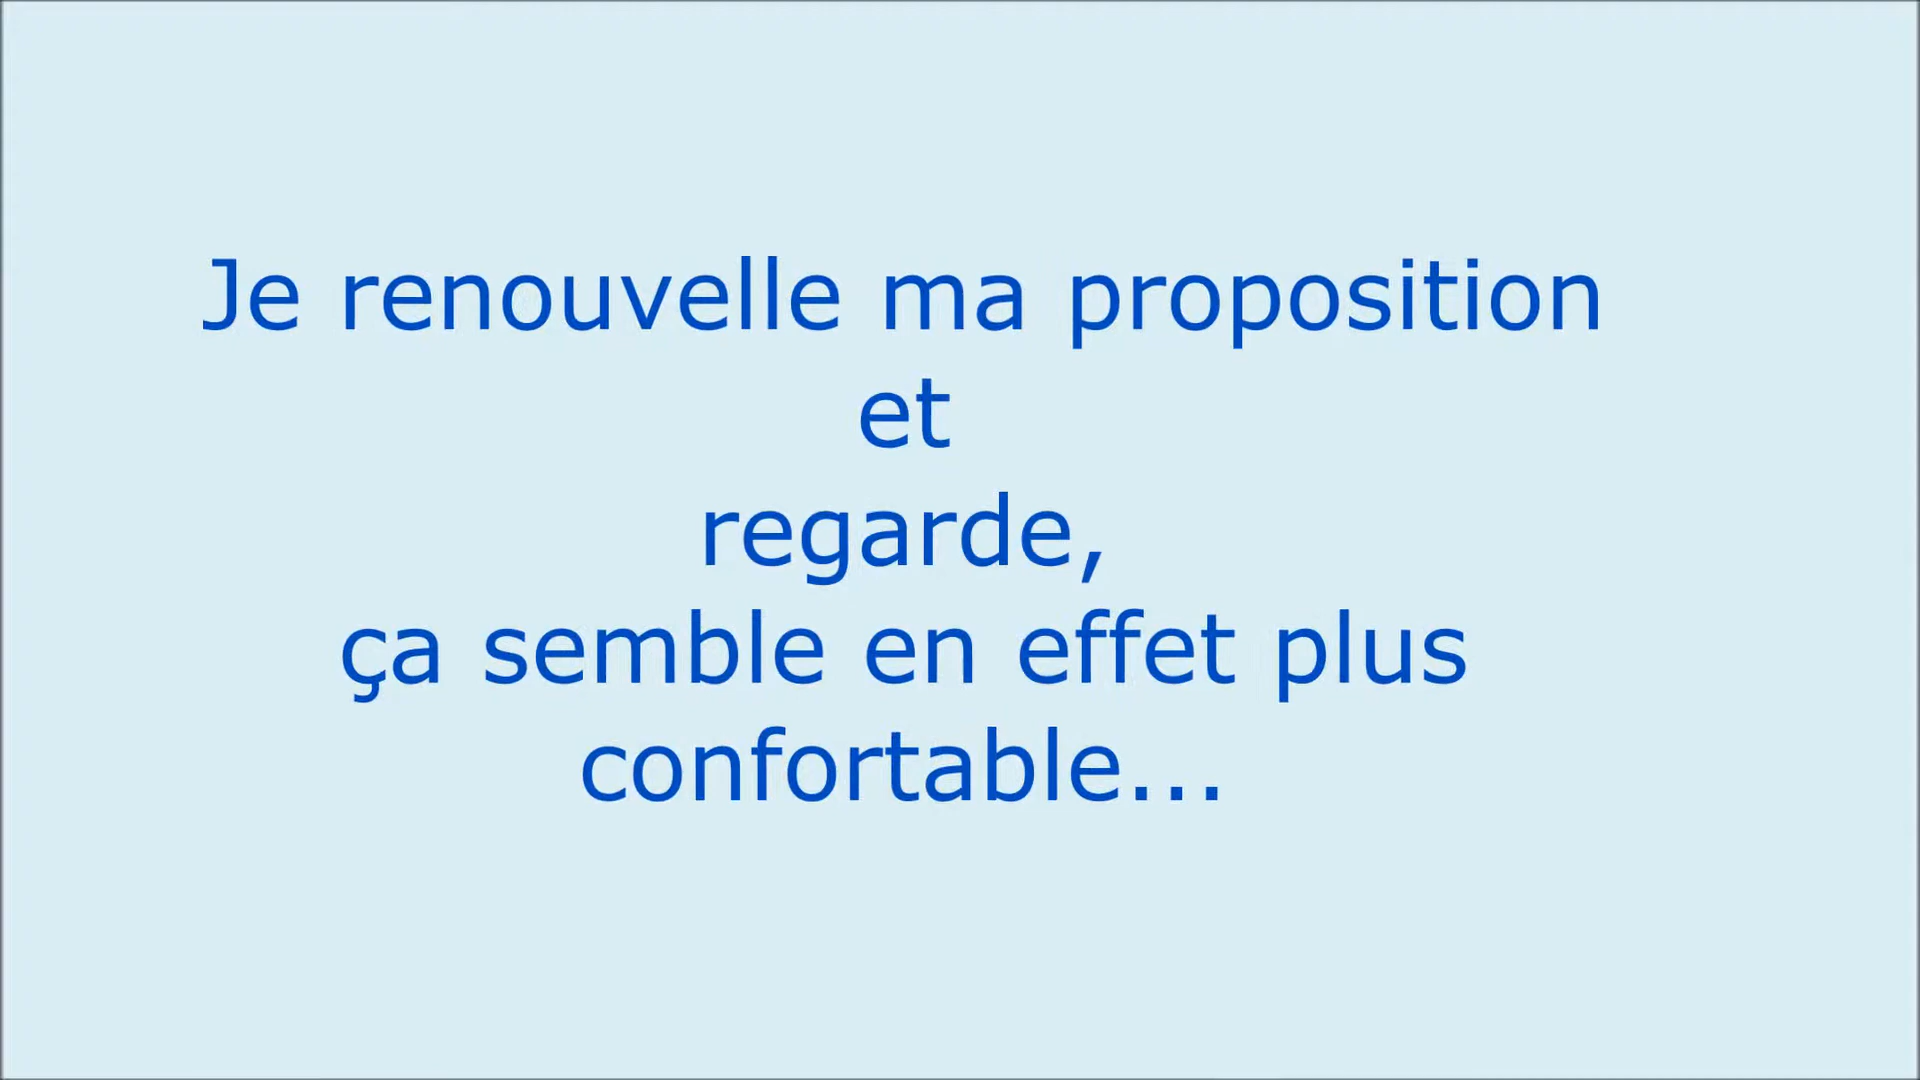 Je renouvelle ma proposition
et
regarde,
ça semble en effet plus
confortable...